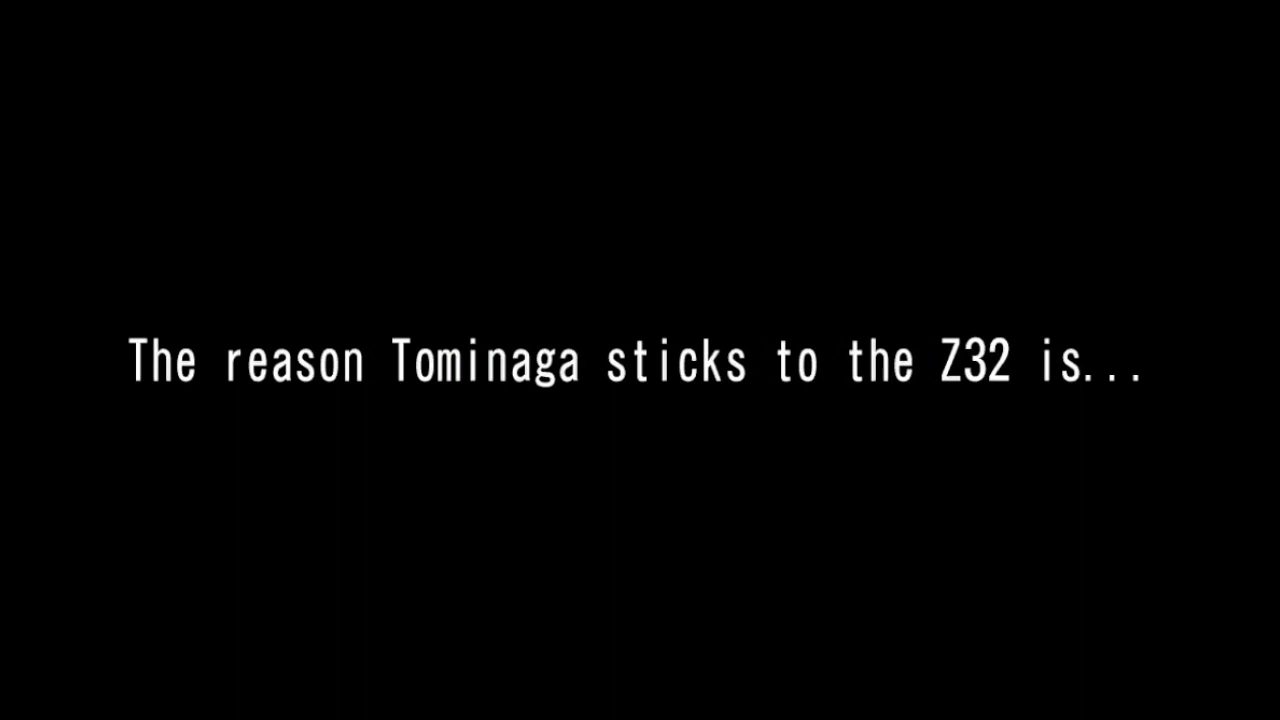 The reason Tominaga sticks to the Z32 is...